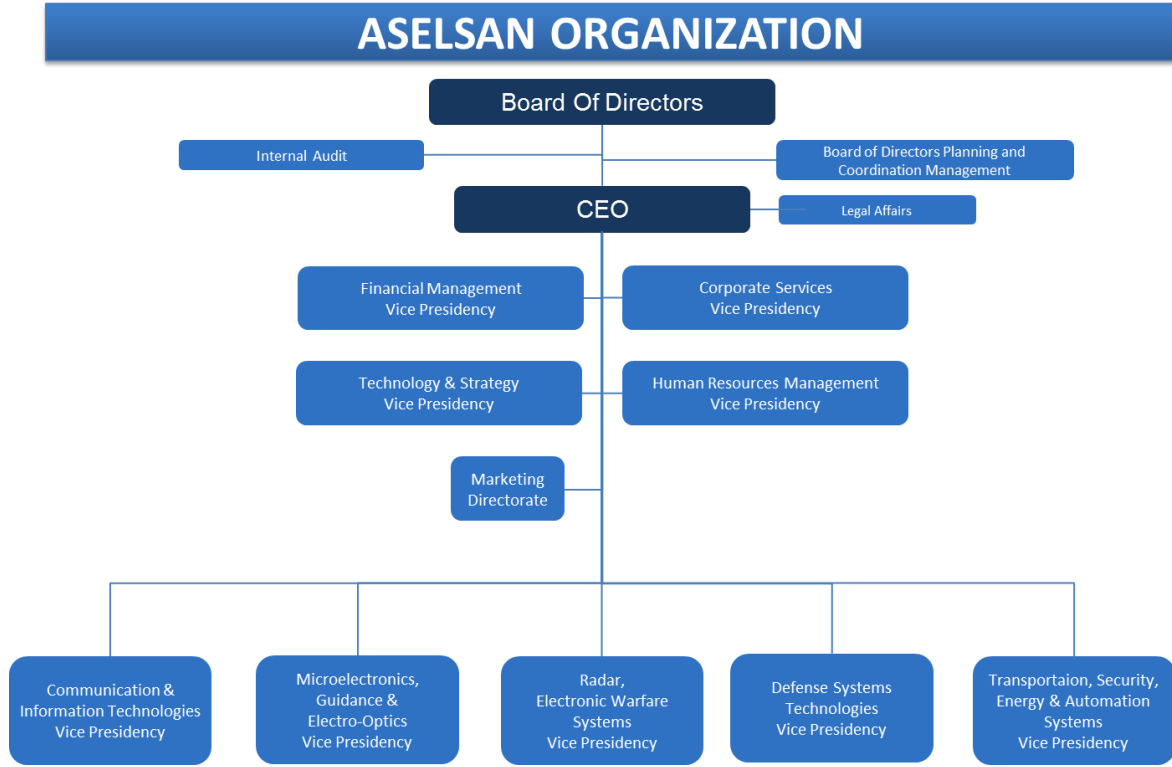 ASELSAN ORGANIZATION
Board Of Directors
Internal Audit
Board of Directors Planning and
Coordination Management
CEO
Legal Affairs
Financial Management
Vice Presidency
Corporate Services
Vice Presidency
Technology & Strategy
Vice Presidency
Human Resources Management
Vice Presidency
Marketing
Directorate
Communication &
Information Technologies
Vice Presidency
Microelectronics,
Guidance &
Electro-Optics
Vice Presidency
Radar,
Electronic Warfare
Systems
Vice Presidency
Defense Systems
Technologies
Vice Presidency
Transportaion, Security,
Energy & Automation
Systems
Vice Presidency